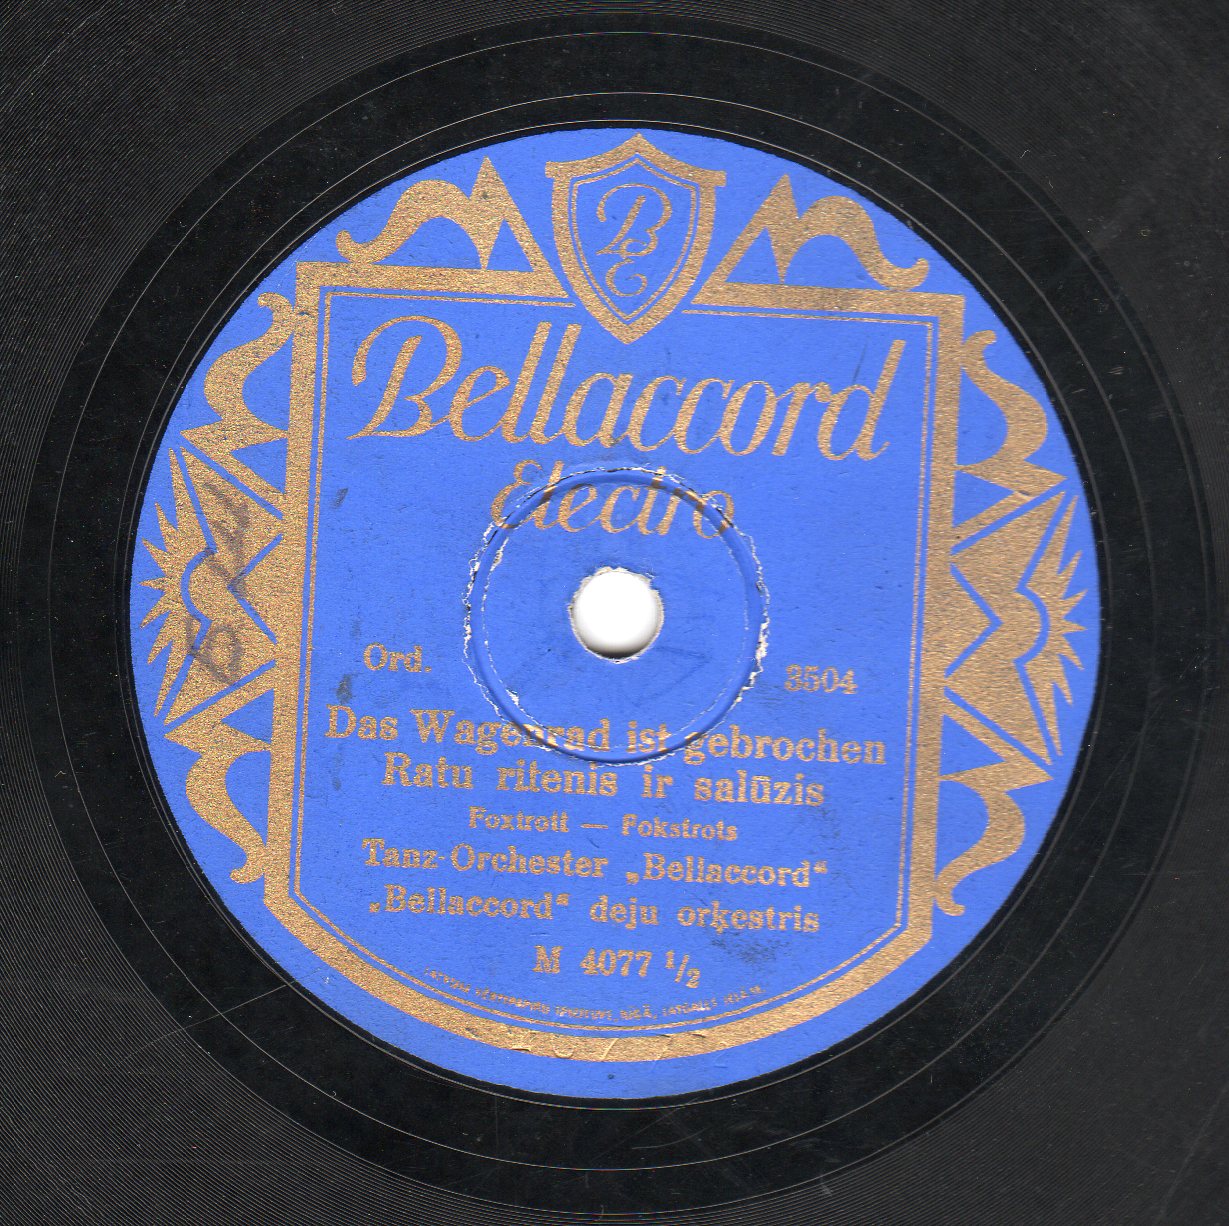 BE
Bellaccord
Electro
Ord. 3504
Das Wagenrad ist gebrochen
Ratu ritenis ir salūzis
Foxtrott — Fokstrots
Tanz-Orchester „Bellaccord“
„Bellaccord“ deju orķestris
M 4077 ½